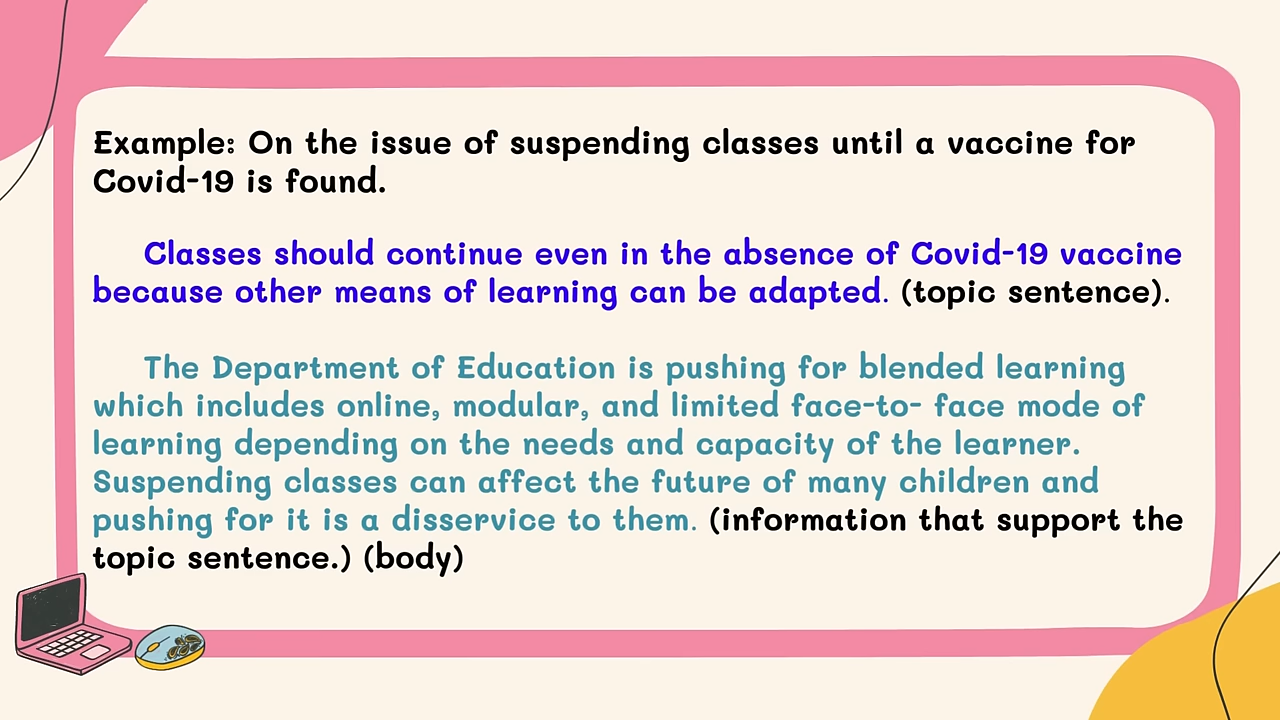 Example: On the issue of suspending classes until a vaccine for
Covid-19 is found.
Classes should continue even in the absence of Covid-19 vaccine
because other means of learning can be adapted. (topic sentence).
The Department of Education is pushing for blended learning
which includes online, modular, and limited face-to- face mode of
learning depending on the needs and capacity of the learner.
Suspending classes can affect the future of many children and
pushing for it is a disservice to them. (information that support the
topic sentence.) (body)